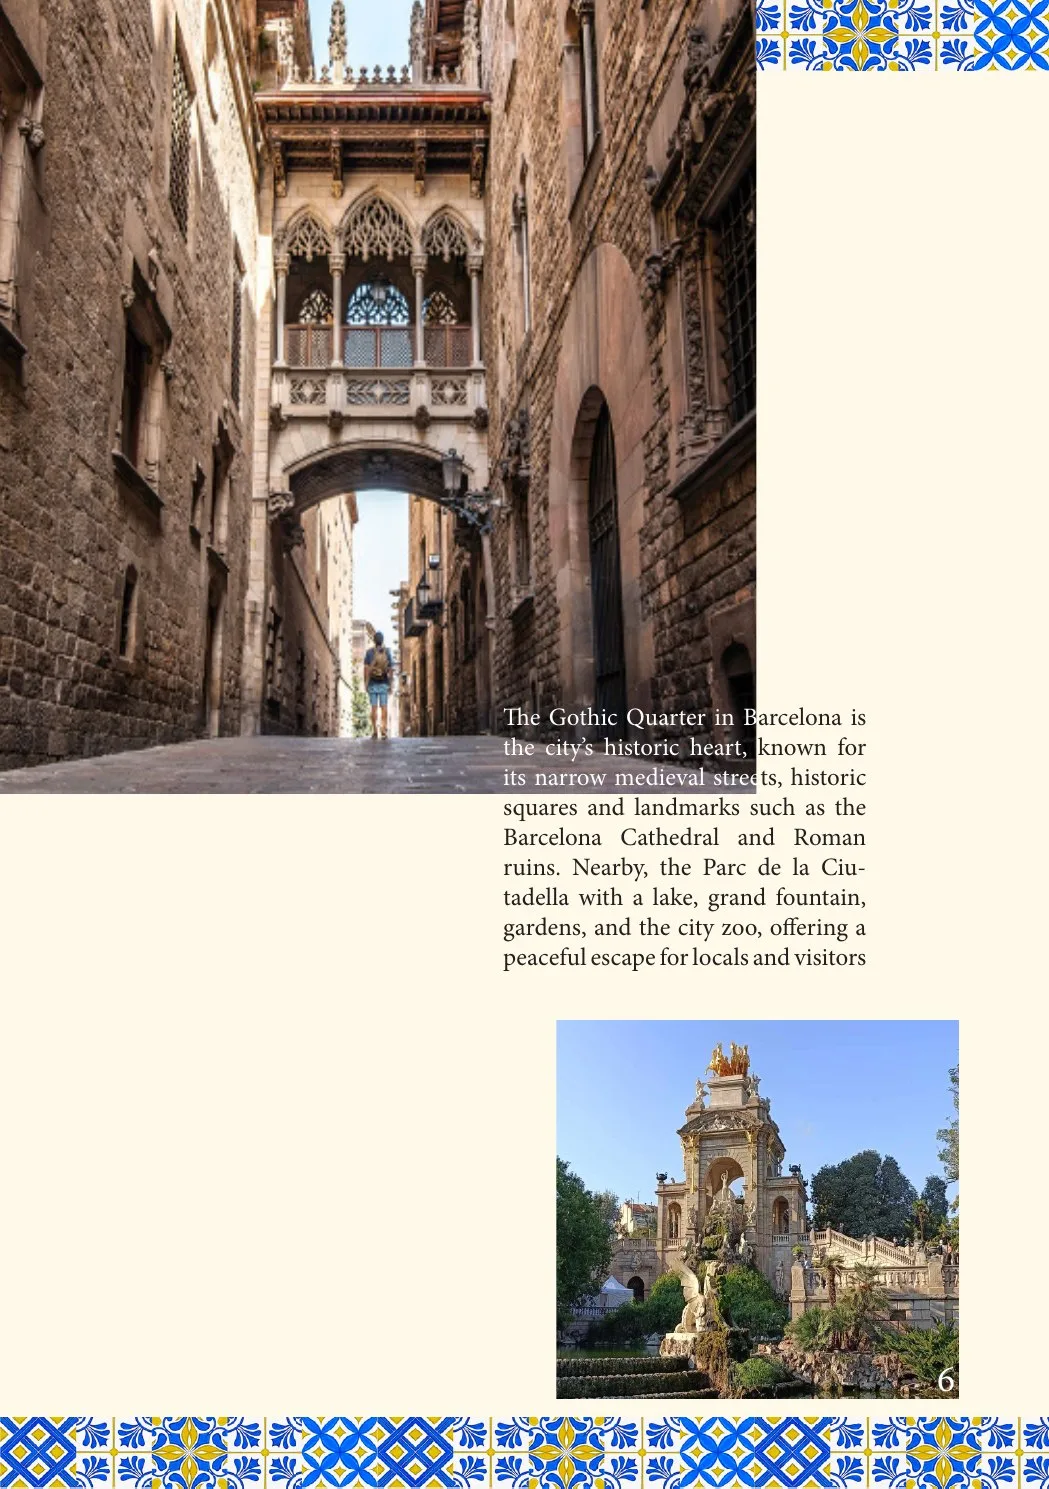 The Gothic Quarter in Barcelona is
the city’s historic heart, known for
its narrow medieval streets, historic
squares and landmarks such as the
Barcelona Cathedral and Roman
ruins. Nearby, the Parc de la Ciu-
tadella with a lake, grand fountain,
gardens, and the city zoo, offering a
peaceful escape for locals and visitors
6